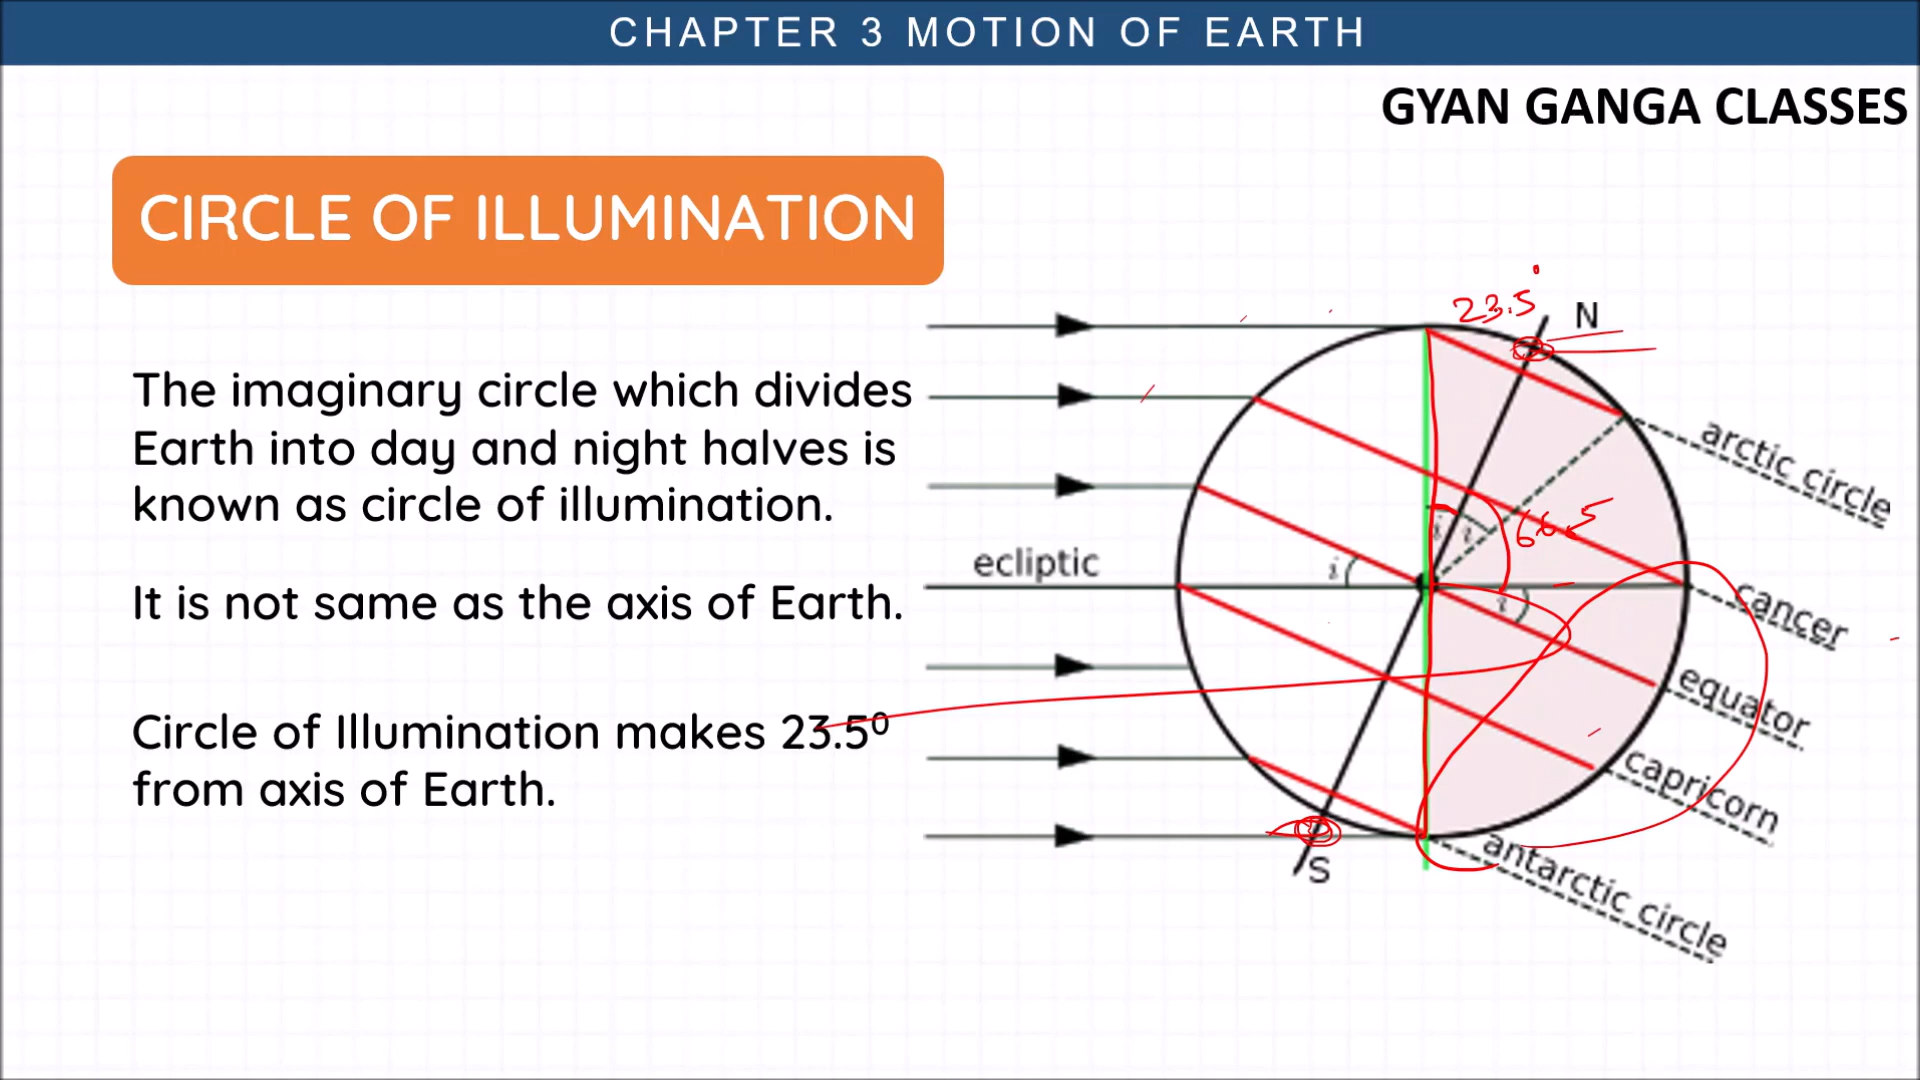 CHAPTER 3 MOTION OF EARTH
GYAN GANGA CLASSES
CIRCLE OF ILLUMINATION
The imaginary circle which divides
Earth into day and night halves is
known as circle of illumination.
It is not same as the axis of Earth.
Circle of Illumination makes 23.5⁰
from axis of Earth.
23.5°
N
arctic circle
i
i
66.5
ecliptic
i
i
cancer
equator
capricorn
antarctic circle
S